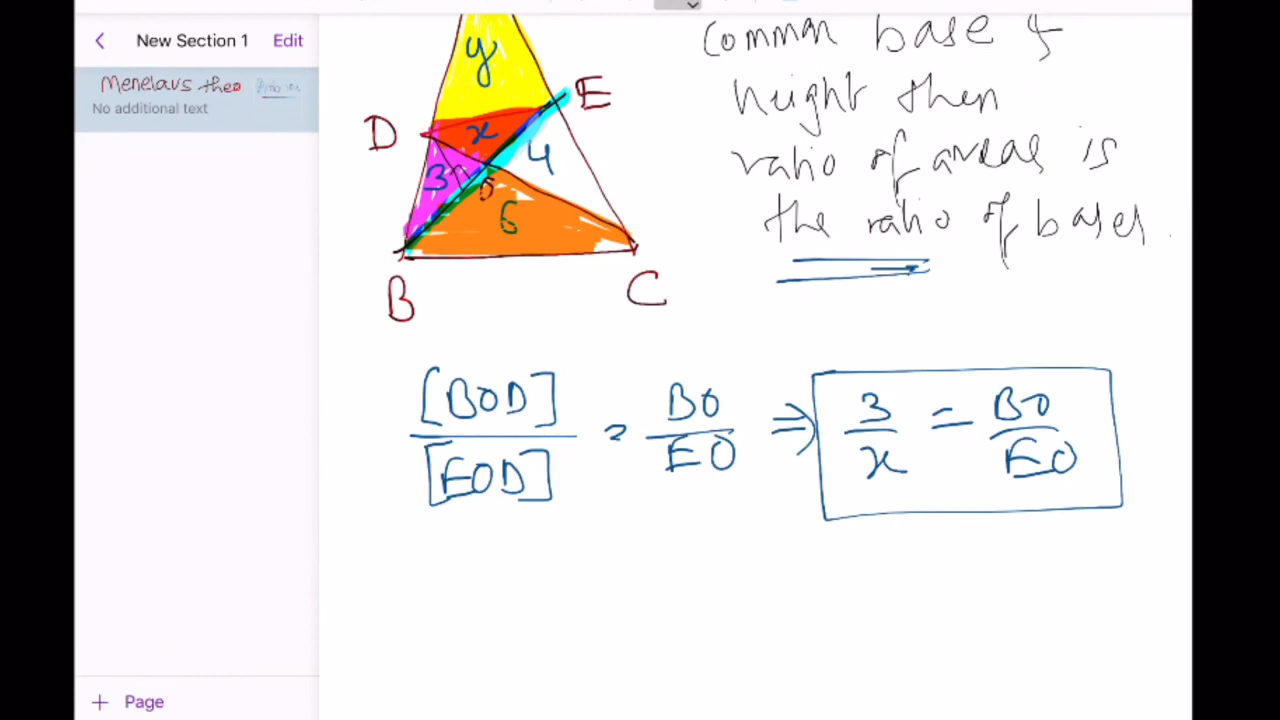 New Section 1
Edit
Menelaus theo
No additional text
Page
y
D
E
x
3
4
6
B
C
common base &
height then
ratio of areas is
the ratio of bases.
[BOD]
[EOD]
=
BO
EO
⇒
3
x
=
BO
EO